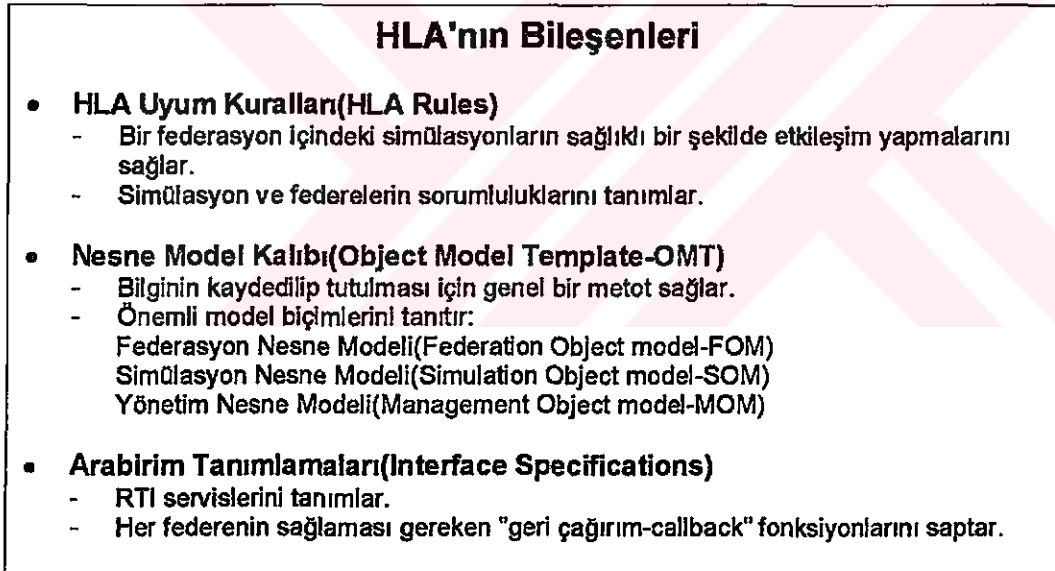 HLA'nın Bileşenleri
• HLA Uyum Kuralları(HLA Rules)
- Bir federasyon içindeki simülasyonların sağlıklı bir şekilde etkileşim yapmalarını
sağlar.
- Simülasyon ve federelerin sorumluluklarını tanımlar.
• Nesne Model Kalıbı(Object Model Template-OMT)
- Bilginin kaydedilip tutulması için genel bir metot sağlar.
- Önemli model biçimlerini tanıtır:
Federasyon Nesne Modeli(Federation Object model-FOM)
Simülasyon Nesne Modeli(Simulation Object model-SOM)
Yönetim Nesne Modeli(Management Object model-MOM)
• Arabirim Tanımlamaları(Interface Specifications)
- RTI servislerini tanımlar.
- Her federenin sağlaması gereken "geri çağırım-callback" fonksiyonlarını saptar.